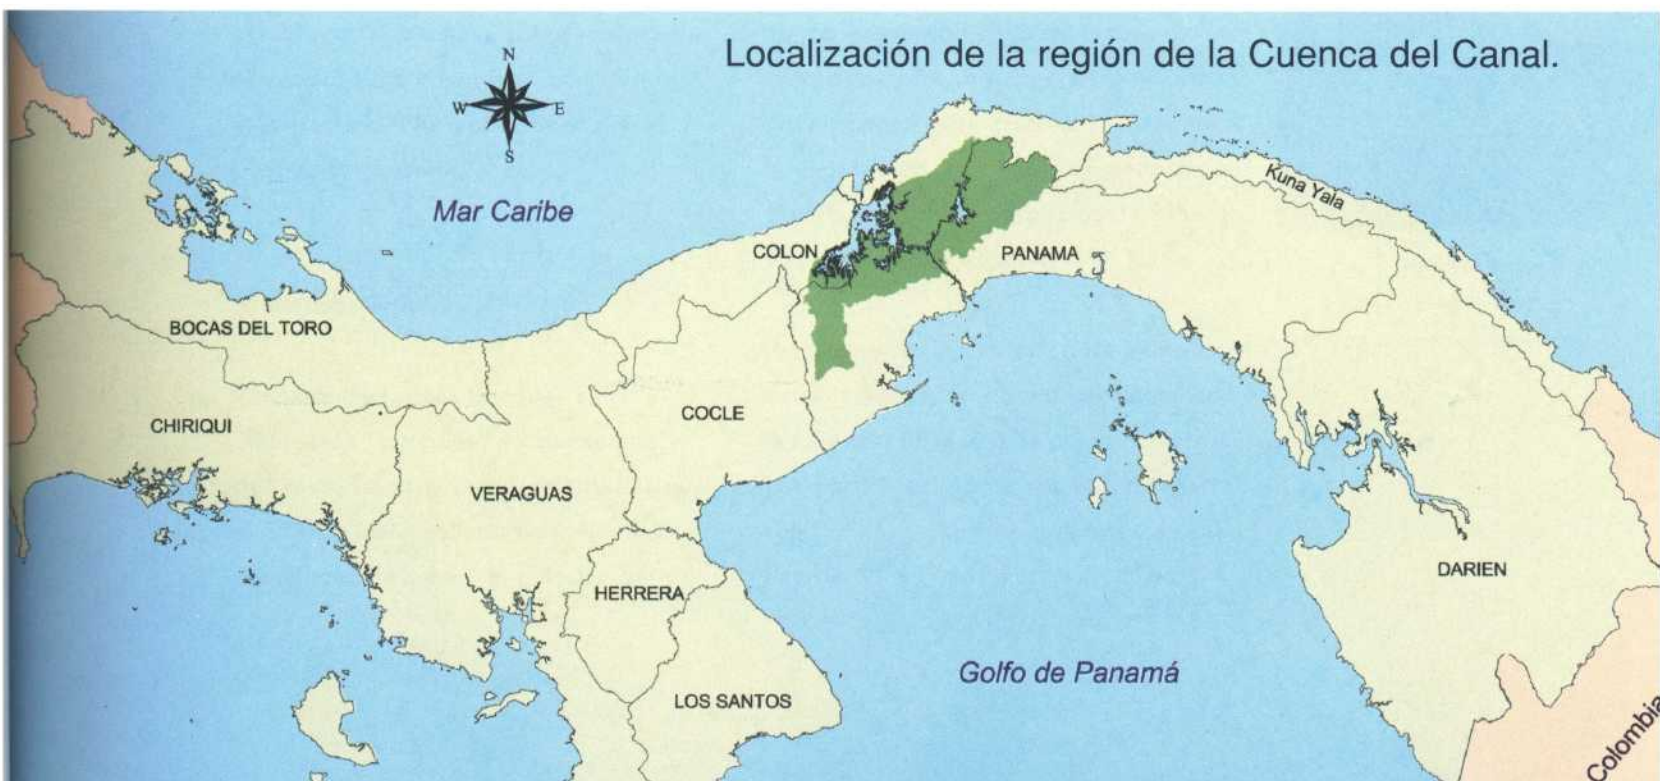 Localización de la región de la Cuenca del Canal.
N
W
E
S
Mar Caribe
Kuna Yala
COLON
PANAMA
BOCAS DEL TORO
CHIRIQUI
COCLE
VERAGUAS
HERRERA
DARIEN
Golfo de Panamá
LOS SANTOS
Colombia